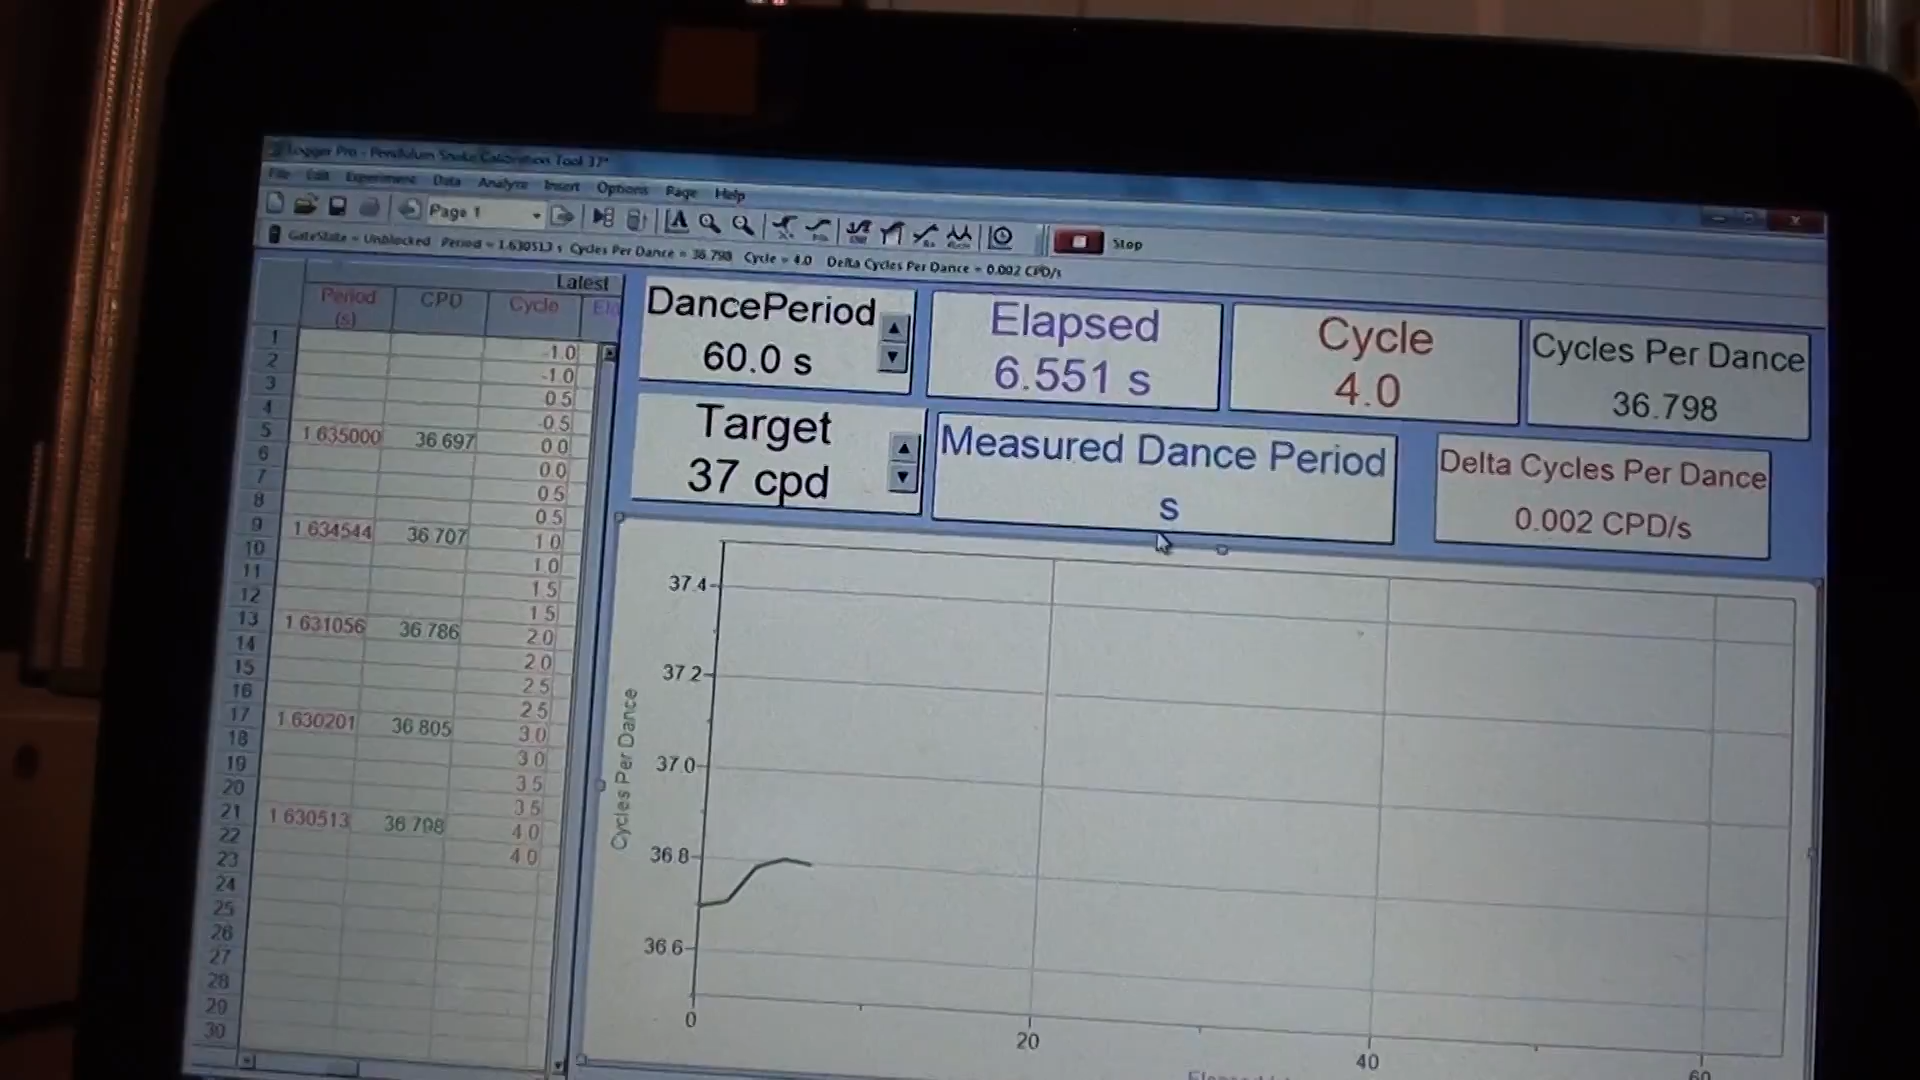 Logger Pro - Pendulum Snake Calibration Tool 37*
File Edit Experiment Data Analyze Insert Options Page Help
Page 1
Stop
GateState = Unblocked Period = 1.630513 s Cycles Per Dance = 36.798 Cycle = 4.0 Delta Cycles Per Dance = 0.002 CPD/s
Latest
Period (s) CPD Cycle
1 -1.0
2 -1.0
3 0.5
4 -0.5
5 1.635000 36.697 0.0
6 0.0
7 0.5
8 0.5
9 1.634544 36.707 1.0
10 1.0
11 1.5
12 1.5
13 1.631056 36.786 2.0
14 2.0
15 2.5
16 2.5
17 1.630201 36.805 3.0
18 3.0
19 3.5
20 3.5
21 1.630513 36.798 4.0
22 4.0
23
24
25
26
27
28
29
30
DancePeriod
60.0 s
Elapsed
6.551 s
Cycle
4.0
Cycles Per Dance
36.798
Target
37 cpd
Measured Dance Period
s
Delta Cycles Per Dance
0.002 CPD/s
Cycles Per Dance
37.4
37.2
37.0
36.8
36.6
0
20
40
60